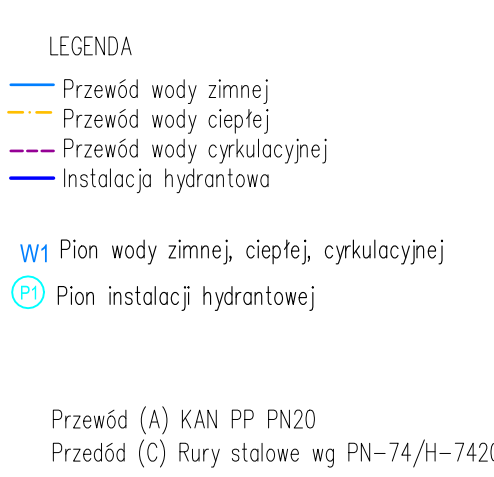 LEGENDA
Przewód wody zimnej
Przewód wody ciepłej
Przewód wody cyrkulacyjnej
Instalacja hydrantowa
W1 Pion wody zimnej, ciepłej, cyrkulacyjnej
P1 Pion instalacji hydrantowej
Przewód (A) KAN PP PN20
Przedód (C) Rury stalowe wg PN-74/H-7420